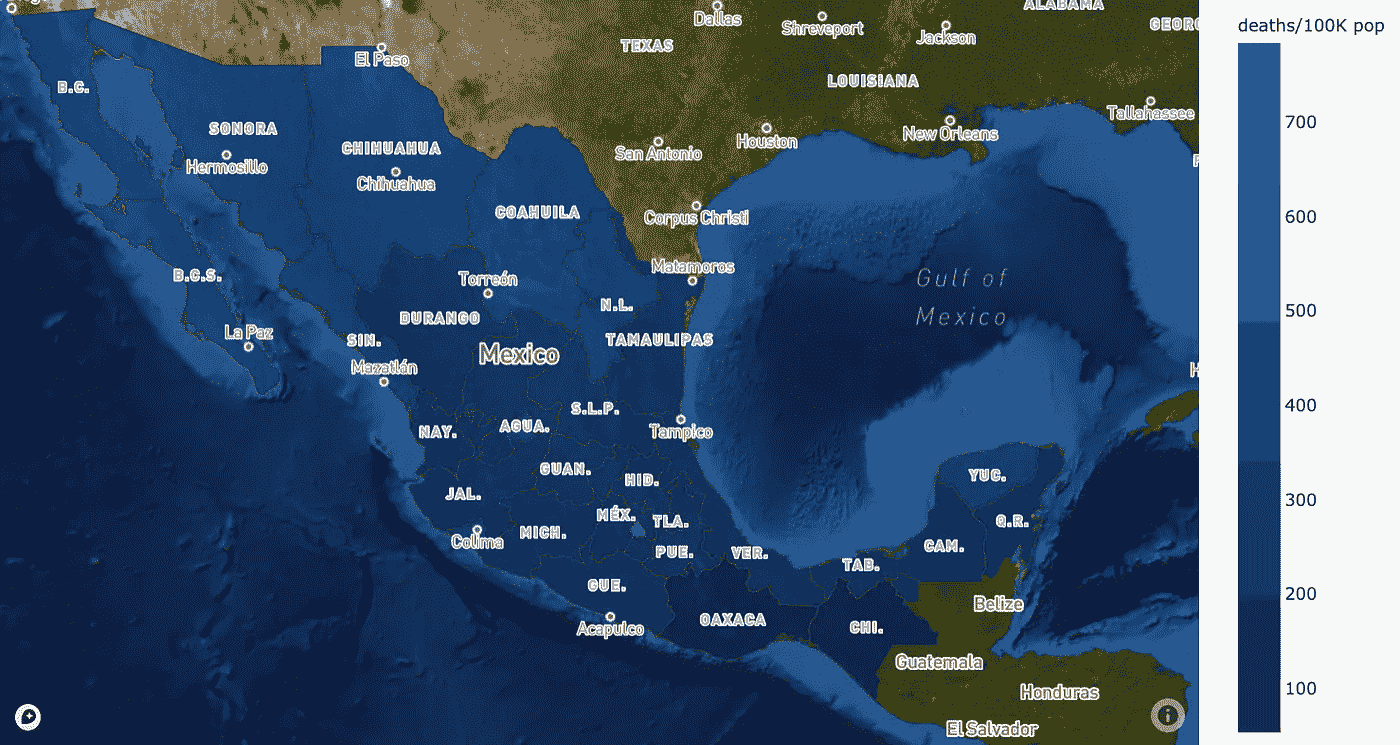 Dallas
ALABAMA
Shreveport
Jackson
GEORG
TEXAS
El Paso
LOUISIANA
B.C.
Tallahassee
SONORA
New Orleans
Houston
CHIHUAHUA
San Antonio
Hermosillo
Chihuahua
COAHUILA
Corpus Christi
Matamoros
B.C.S.
Torreón
Gulf of
Mexico
N.L.
DURANGO
La Paz
SIN.
TAMAULIPAS
Mexico
Mazatlán
S.L.P.
AGUA.
NAY.
Tampico
GUAN.
YUC.
HID.
JAL.
MÉX.
TLA.
Q.R.
MICH.
Colima
CAM.
PUE.
VER.
TAB.
GUE.
Belize
OAXACA
Acapulco
CHI.
Guatemala
Honduras
El Salvador
deaths/100K pop
700
600
500
400
300
200
100